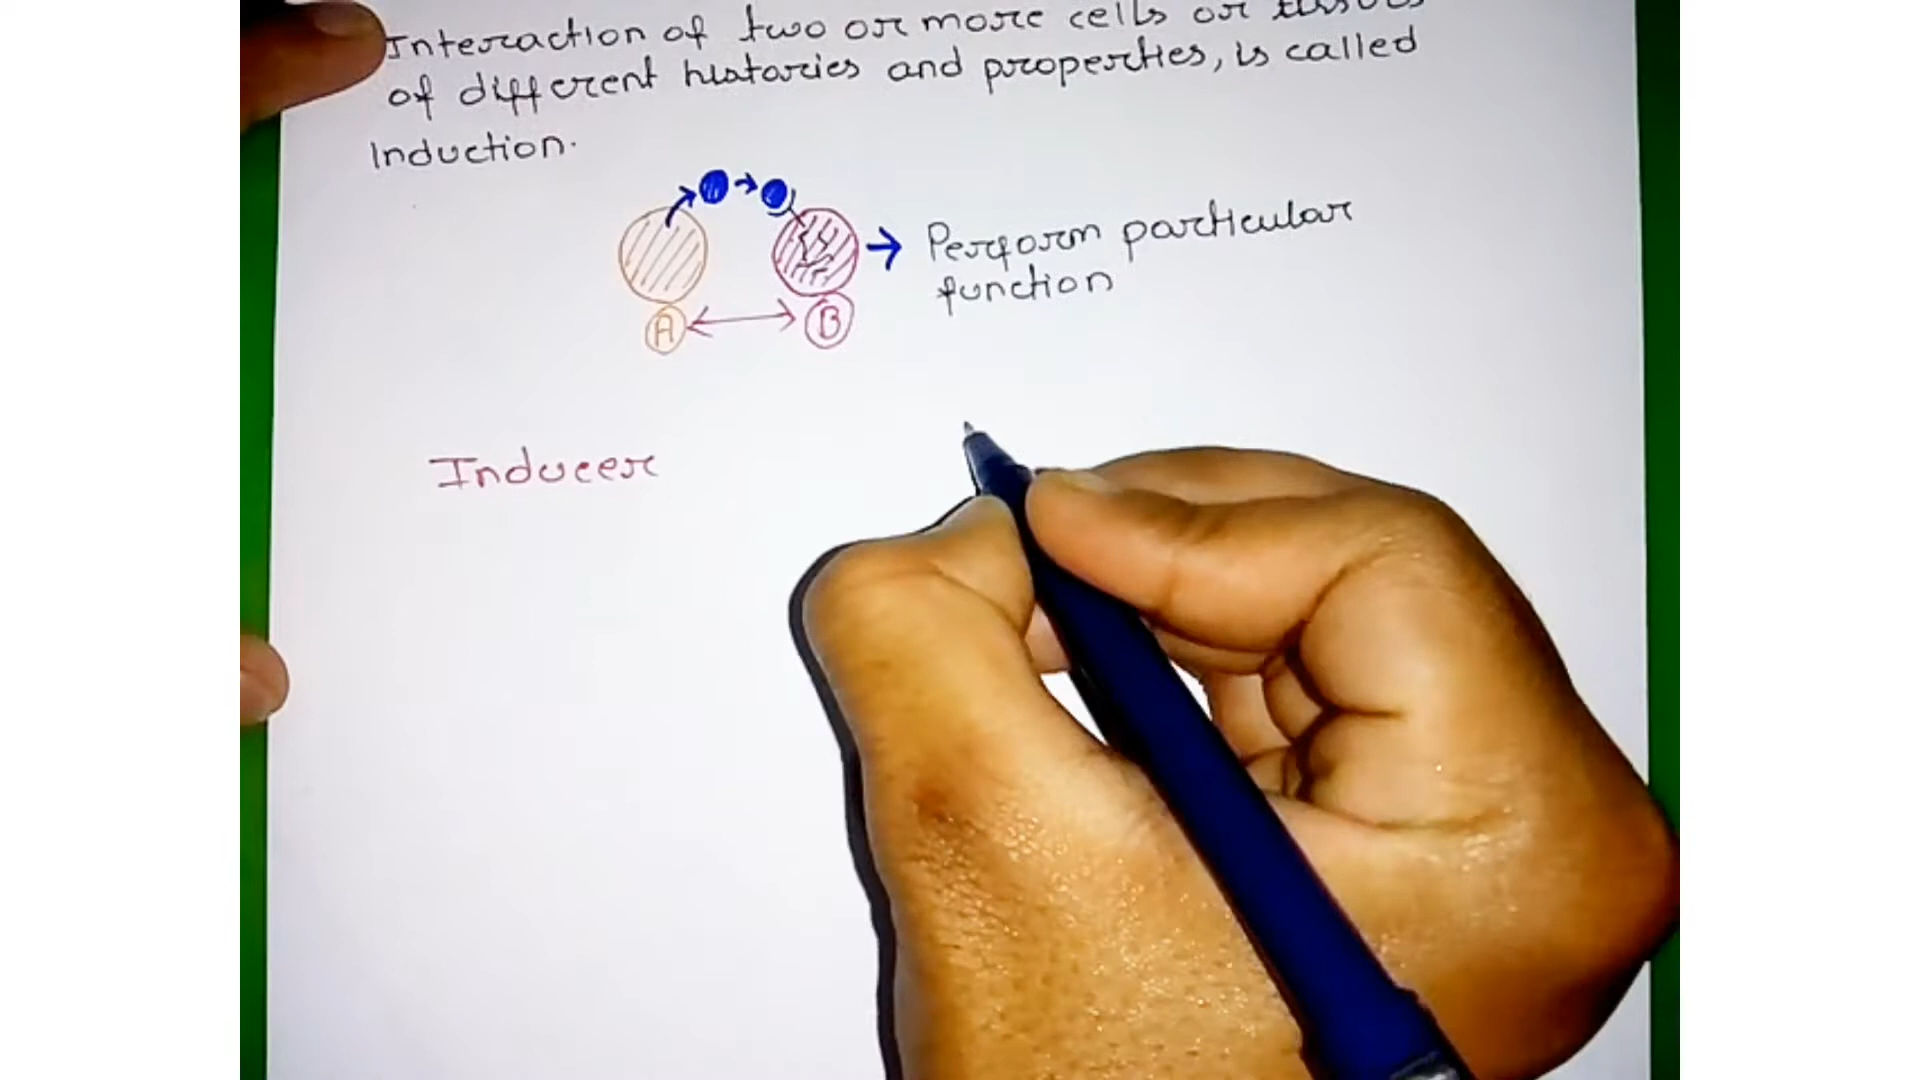 Interaction of two or more cells or tissues
of different histories and properties, is called
Induction.
Perform particular
function
A
B
Inducer